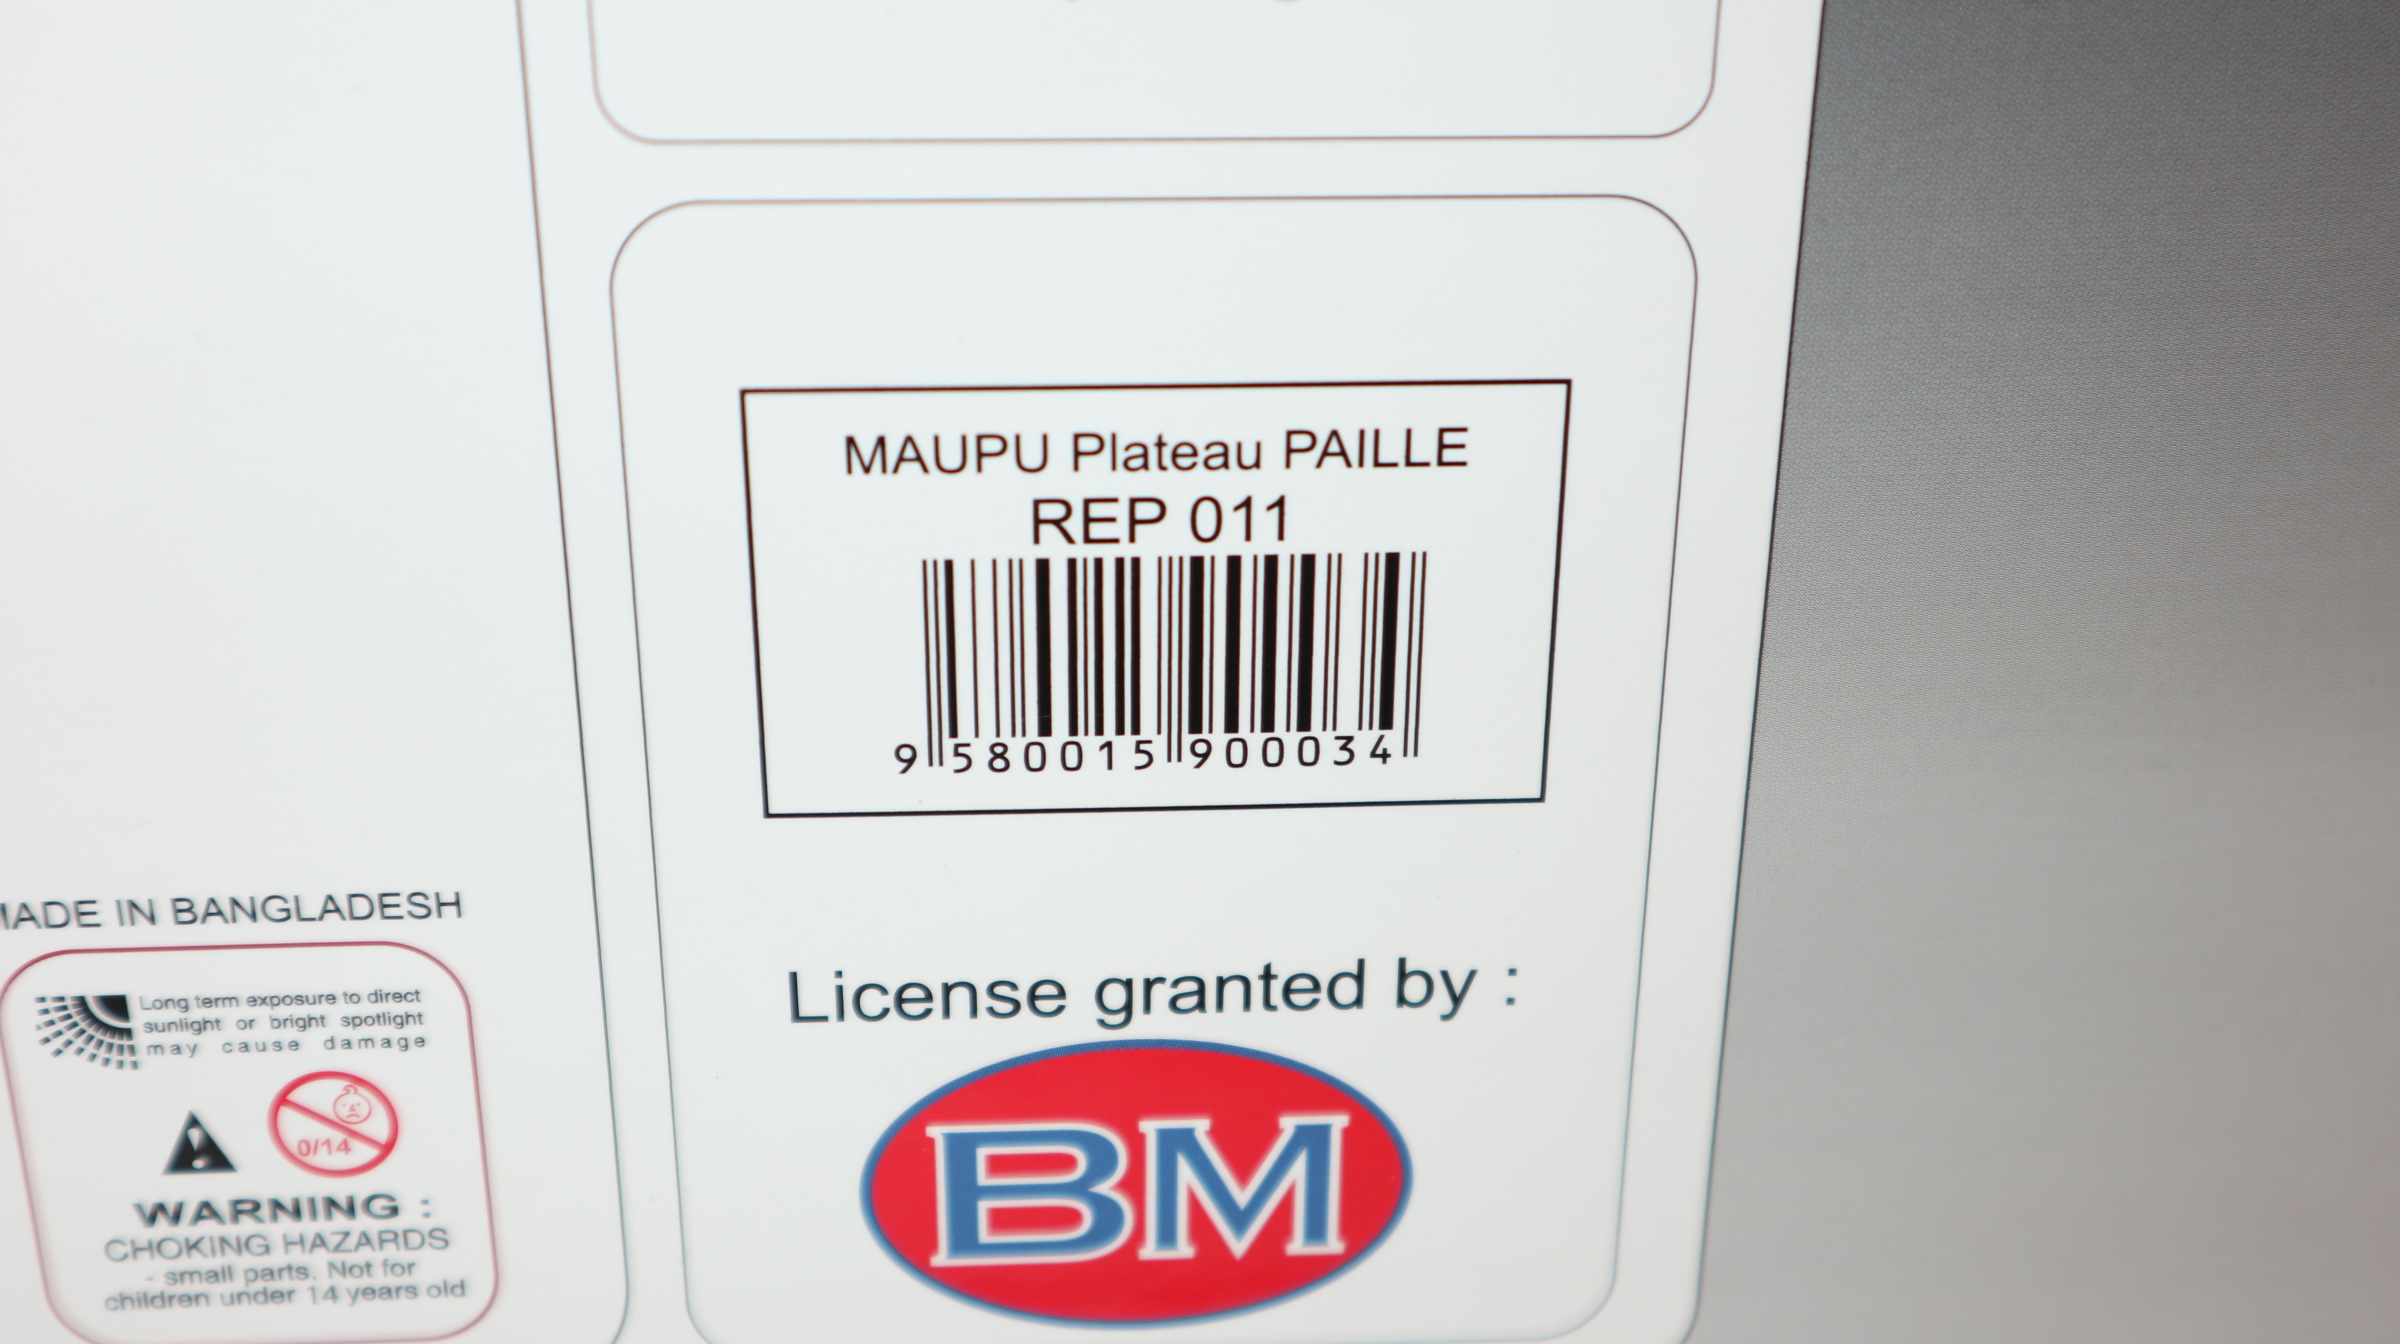 MAUPU Plateau PAILLE
REP 011
9 580015 900034
License granted by :
BM
MADE IN BANGLADESH
Long term exposure to direct
sunlight or bright spotlight
may cause damage
0/14
WARNING :
CHOKING HAZARDS
- small parts. Not for
children under 14 years old